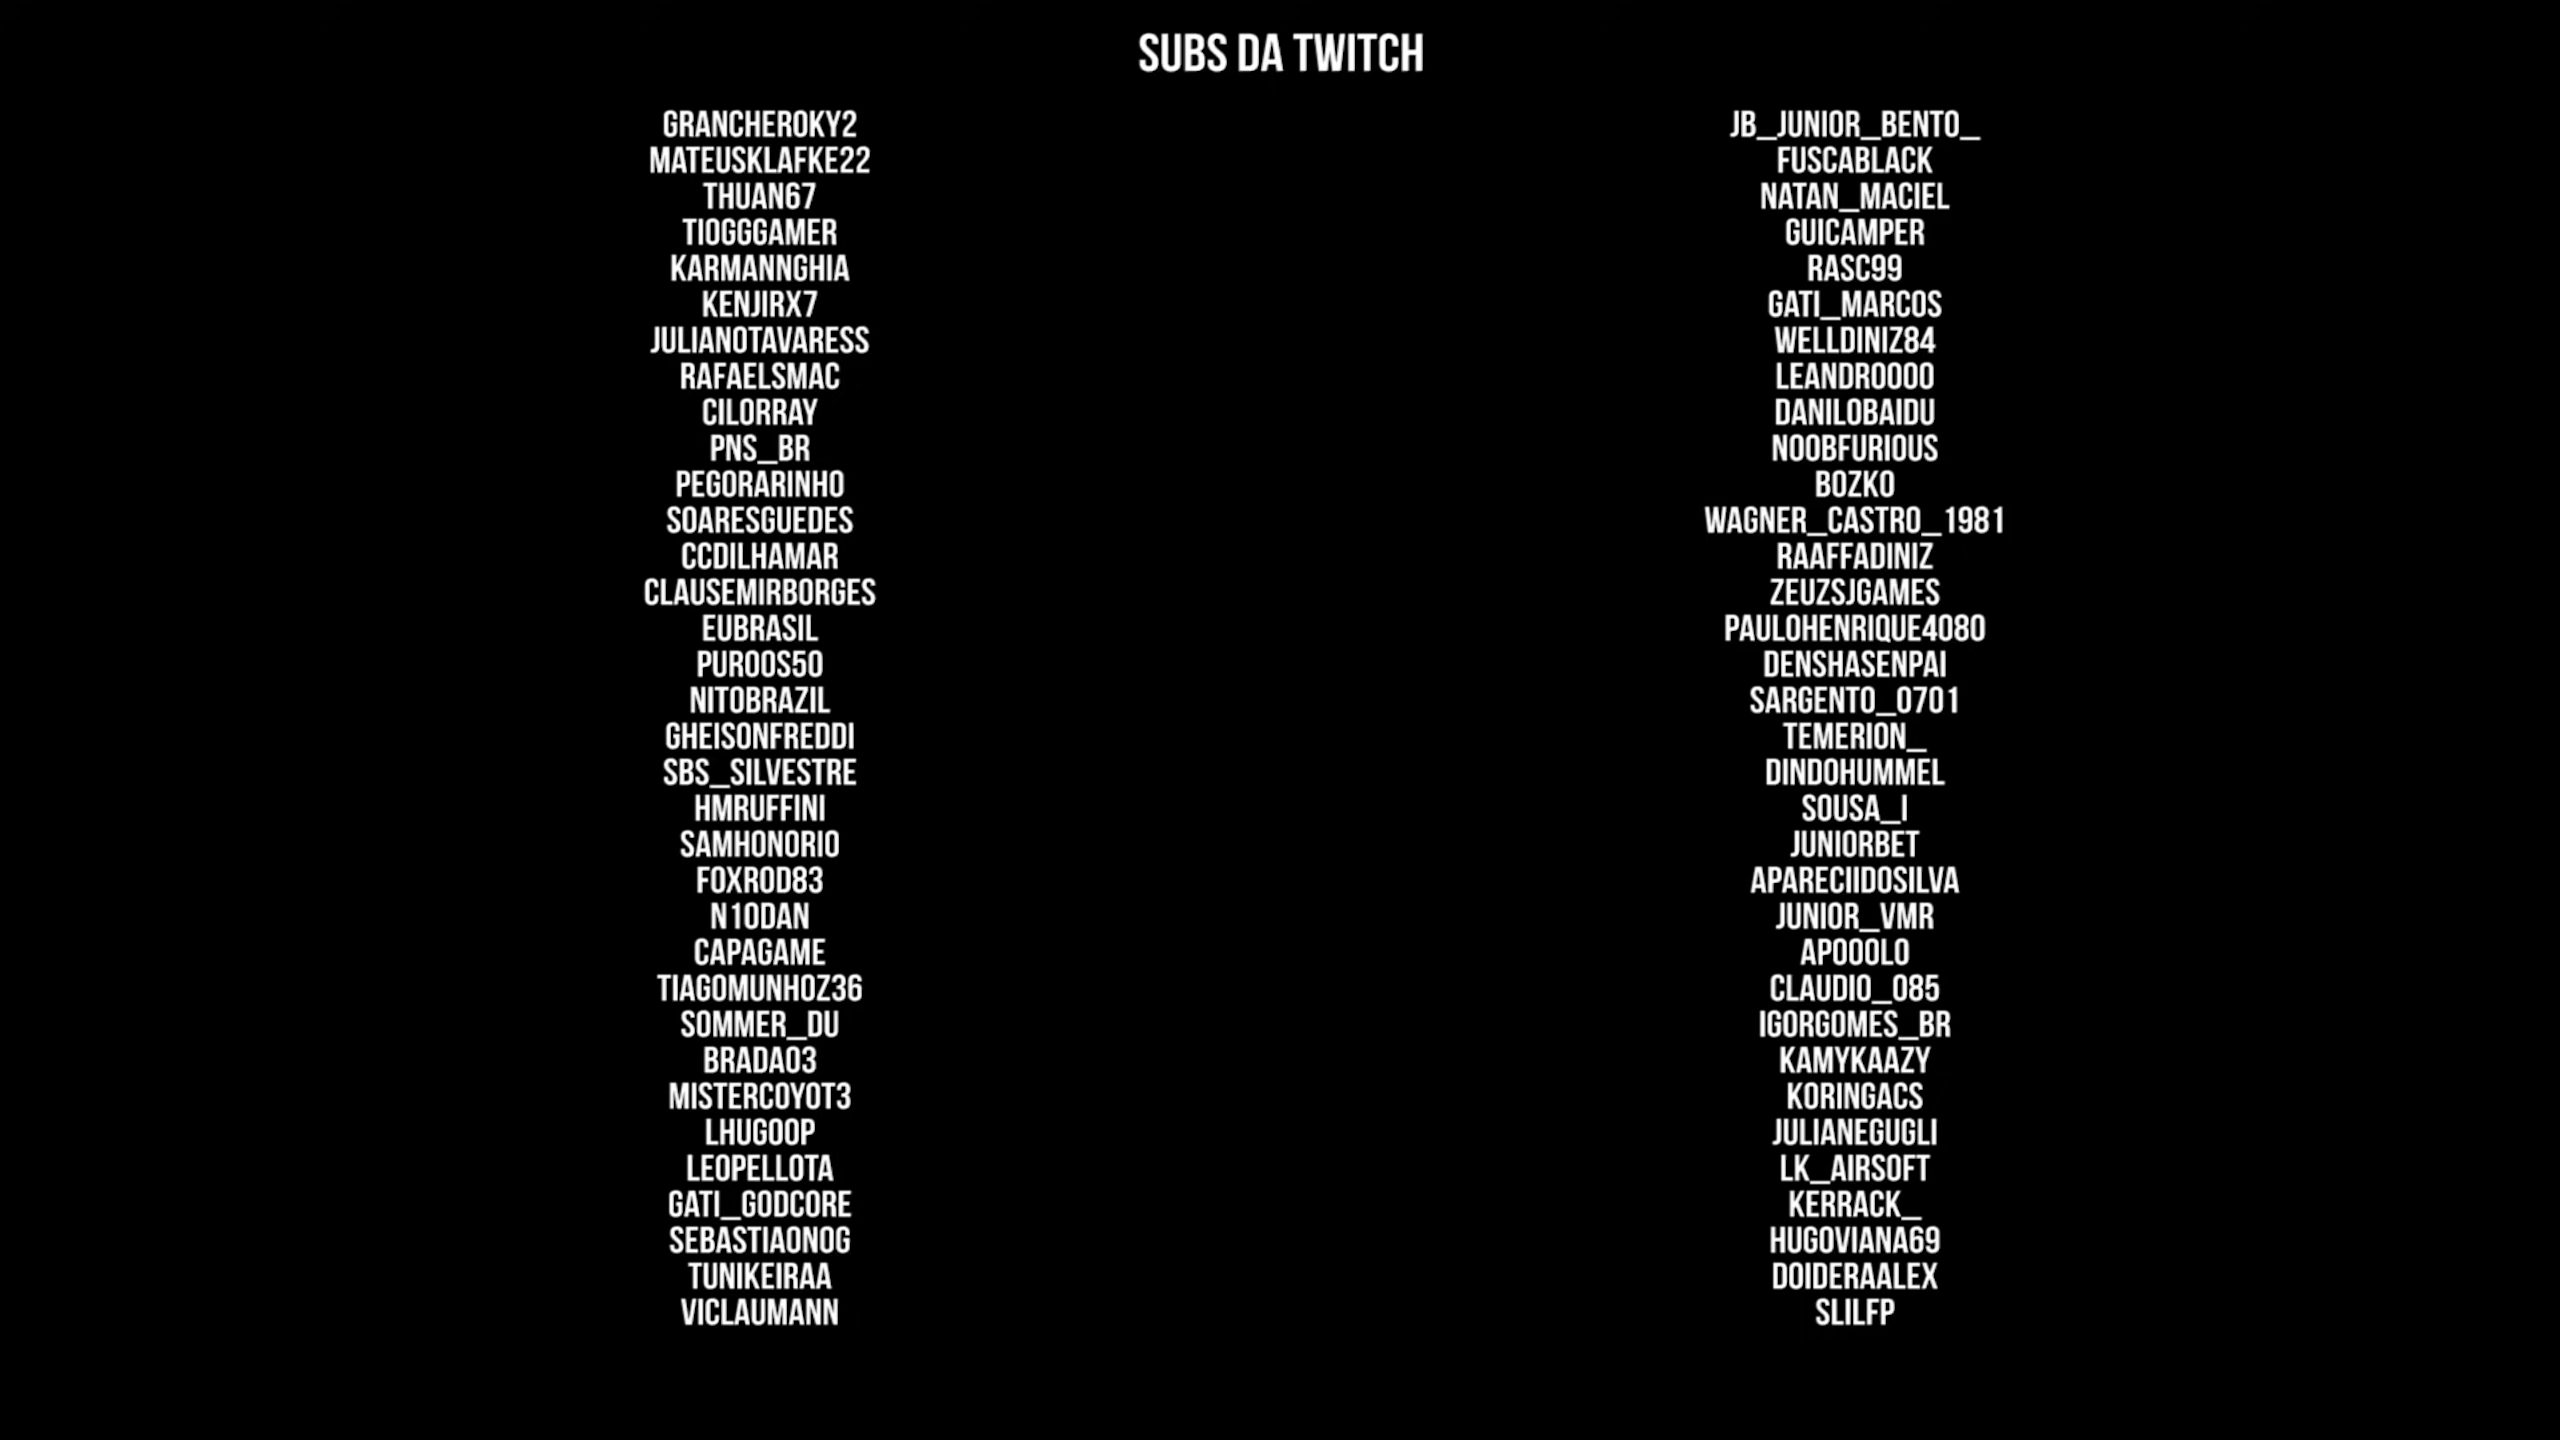 SUBS DA TWITCH
GRANCHEROKY2
MATEUSKLAFKE22
THUAN67
TIOGGGAMER
KARMANNGHIA
KENJIRX7
JULIANOTAVARESS
RAFAELSMAC
CILORRAY
PNS_BR
PEGORARINHO
SOARESGUEDES
CCDILHAMAR
CLAUSEMIRBORGES
EUBRASIL
PUROOS50
NITOBRAZIL
GHEISONFREDDI
SBS_SILVESTRE
HMRUFFINI
SAMHONORIO
FOXROD83
N10DAN
CAPAGAME
TIAGOMUNHOZ36
SOMMER_DU
BRADA03
MISTERCOYOT3
LHUGOOP
LEOPELLOTA
GATI_GODCORE
SEBASTIAONOG
TUNIKEIRAA
VICLAUMANN
JB_JUNIOR_BENTO_
FUSCABLACK
NATAN_MACIEL
GUICAMPER
RASC99
GATI_MARCOS
WELLDINIZ84
LEANDROOOO
DANILOBAIDU
NOOBFURIOUS
BOZKO
WAGNER_CASTRO_1981
RAAFFADINIZ
ZEUZSJGAMES
PAULOHENRIQUE4080
DENSHASENPAI
SARGENTO_0701
TEMERION_
DINDOHUMMEL
SOUSA_I
JUNIORBET
APARECIIDOSILVA
JUNIOR_VMR
APOOOLO
CLAUDIO_085
IGORGOMES_BR
KAMYKAAZY
KORINGACS
JULIANEGUGLI
LK_AIRSOFT
KERRACK_
HUGOVIANA69
DOIDERAALEX
SLILFP